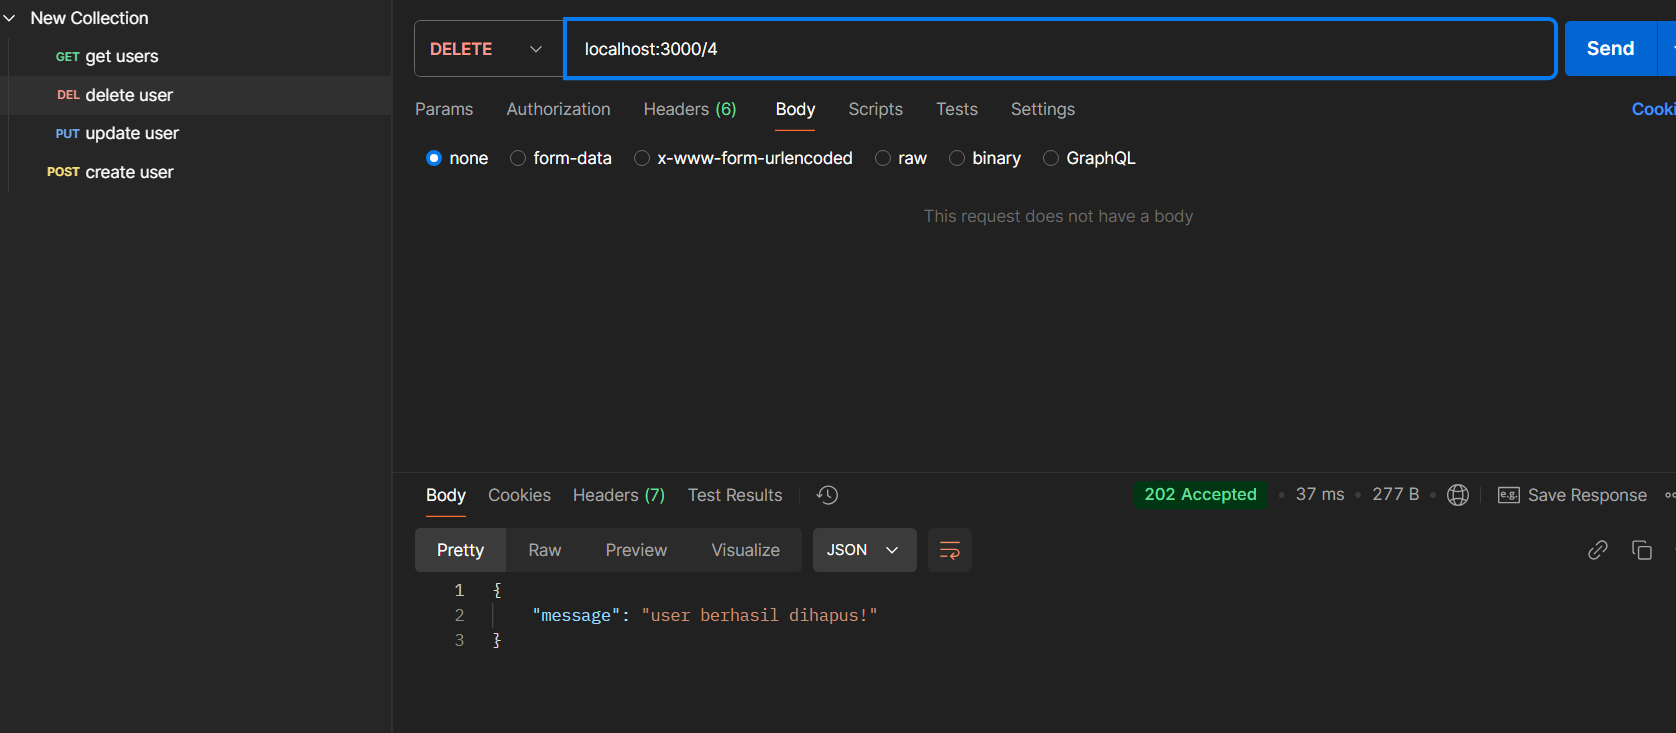 New Collection
GET get users
DEL delete user
PUT update user
POST create user
DELETE localhost:3000/4 Send
Params Authorization Headers (6) Body Scripts Tests Settings Cooki
none form-data x-www-form-urlencoded raw binary GraphQL
This request does not have a body
Body Cookies Headers (7) Test Results 202 Accepted 37 ms 277 B e.g. Save Response
Pretty Raw Preview Visualize JSON
1 {
2 "message": "user berhasil dihapus!"
3 }